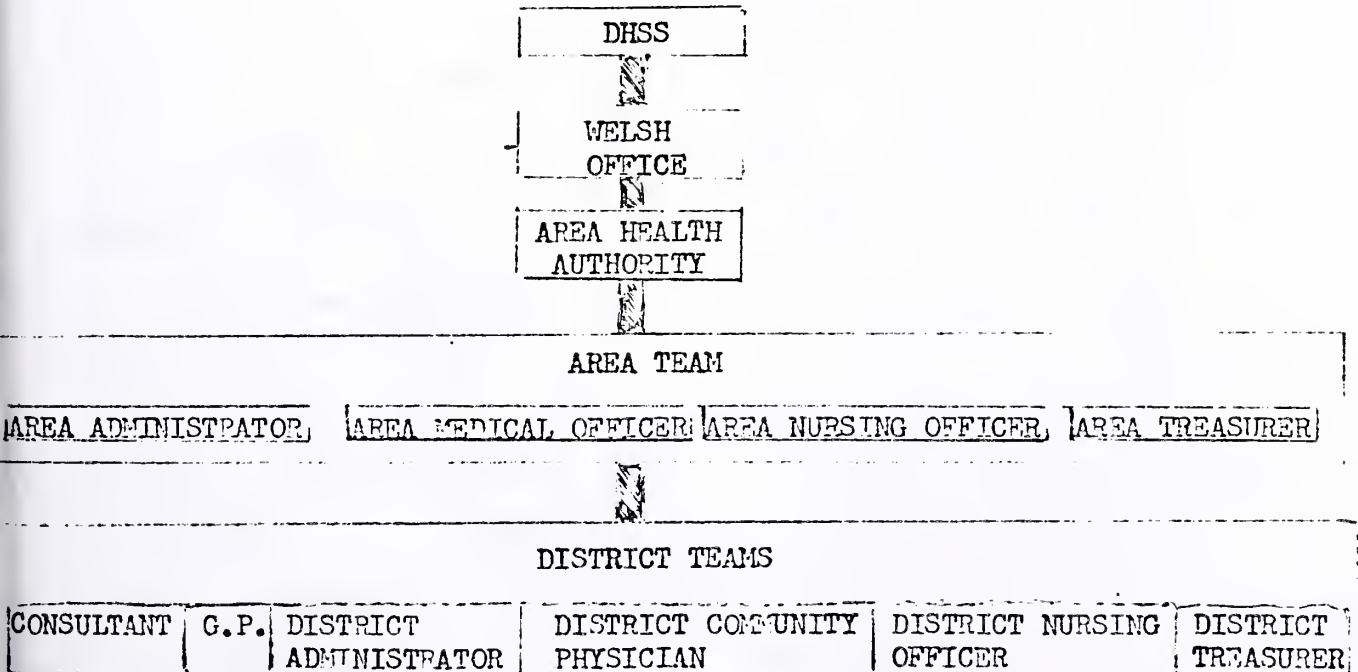 DHSS
WELSH
OFFICE
AREA HEALTH
AUTHORITY
AREA TEAM
AREA ADMINISTRATOR AREA MEDICAL OFFICER AREA NURSING OFFICER AREA TREASURER
DISTRICT TEAMS
CONSULTANT G.P. DISTRICT DISTRICT COMMUNITY DISTRICT NURSING DISTRICT
ADMINISTRATOR PHYSICIAN OFFICER TREASURER